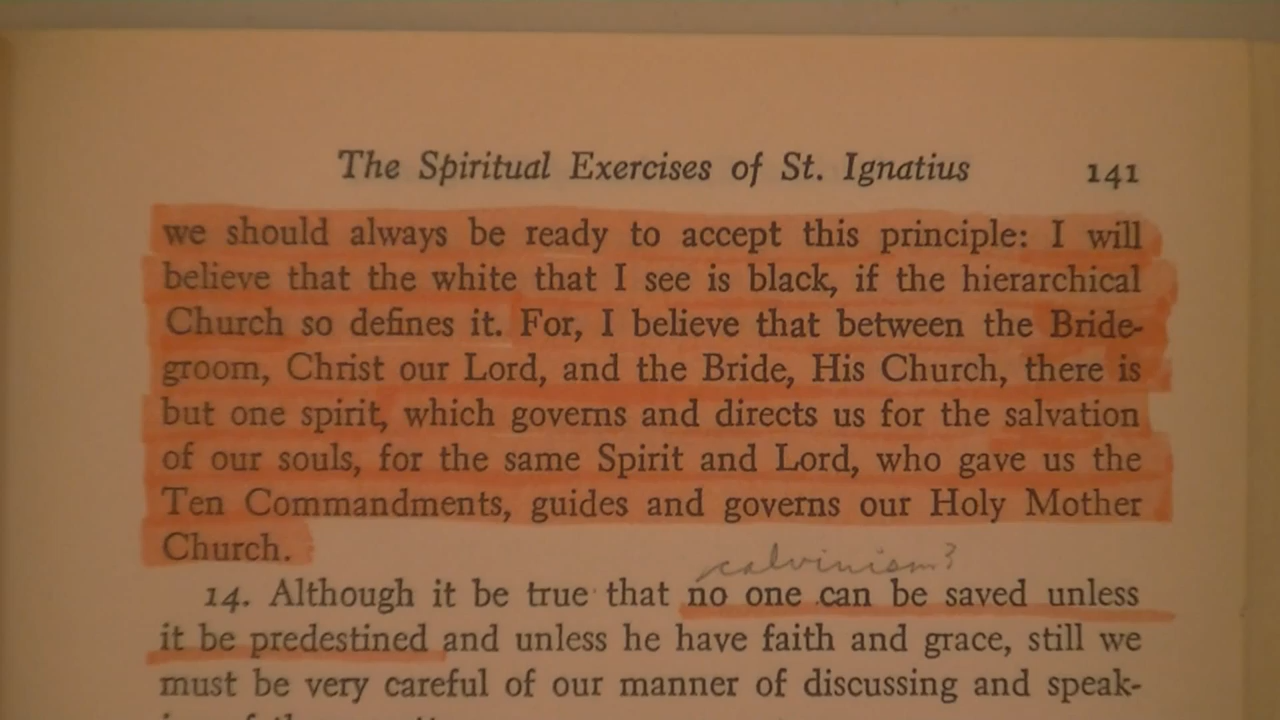 The Spiritual Exercises of St. Ignatius 141
we should always be ready to accept this principle: I will
believe that the white that I see is black, if the hierarchical
Church so defines it. For, I believe that between the Bride-
groom, Christ our Lord, and the Bride, His Church, there is
but one spirit, which governs and directs us for the salvation
of our souls, for the same Spirit and Lord, who gave us the
Ten Commandments, guides and governs our Holy Mother
Church.
calvinism?
14. Although it be true that no one can be saved unless
it be predestined and unless he have faith and grace, still we
must be very careful of our manner of discussing and speak-